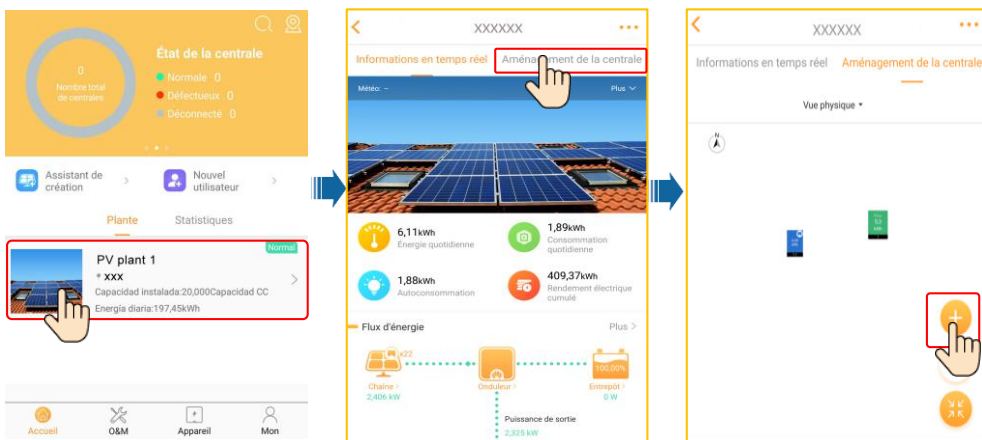 État de la centrale
0
Nombre total
de centrales
Normale 0
Défectueux 0
Déconnecté 0
Assistant de
création
Nouvel
utilisateur
Plante
Statistiques
Normal
PV plant 1
xxx
Capacidad instalada:20,000Capacidad CC
Energía diaria:197,45kWh
Accueil
O&M
Appareil
Mon
XXXXXX
Informations en temps réel
Aménagement de la centrale
Météo: --
Plus
6,11kWh
Énergie quotidienne
1,89kWh
Consommation
quotidienne
1,88kWh
Autoconsommation
409,37kWh
Rendement électrique
cumulé
Flux d'énergie
Plus >
x22
100.00%
Chaîne >
2,406 kW
Onduleur >
Entrepôt >
0 W
Puissance de sortie
2,325 kW
XXXXXX
Informations en temps réel
Aménagement de la centrale
Vue physique
N